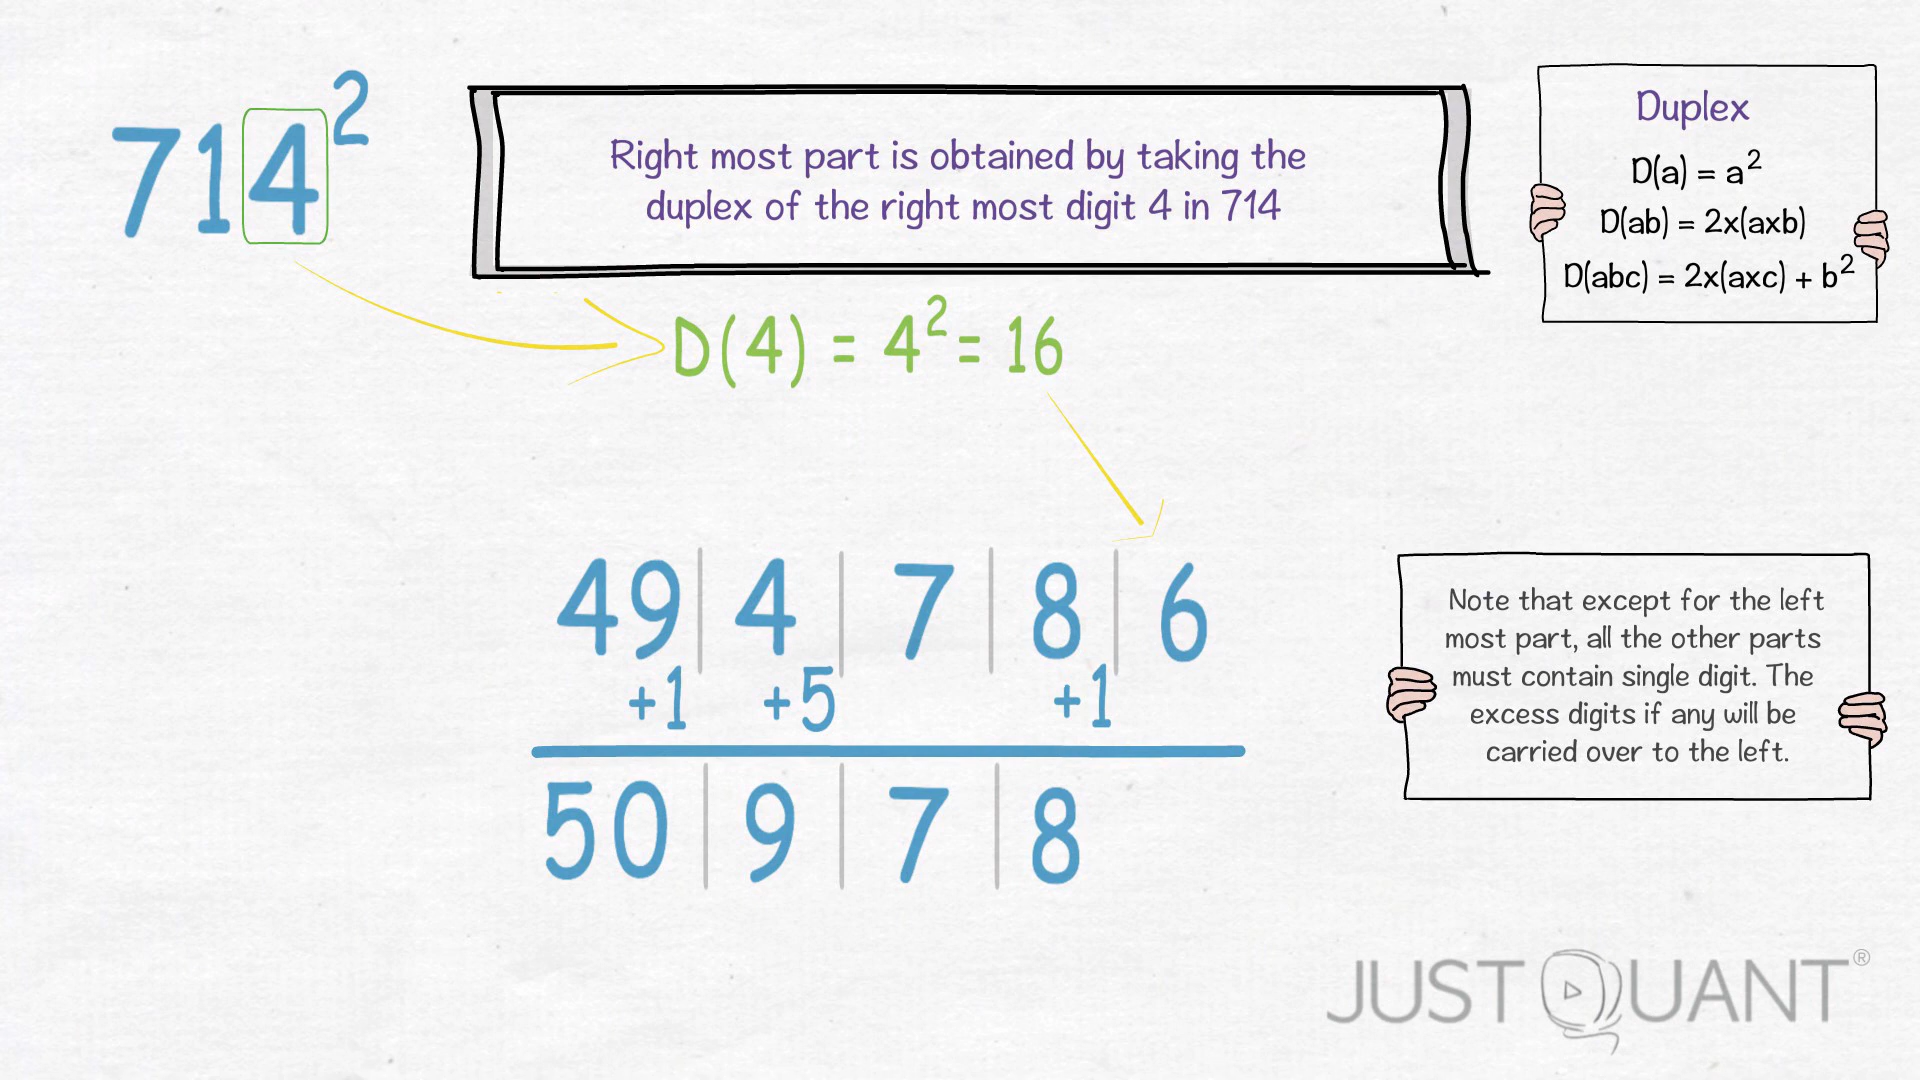 714²
Right most part is obtained by taking the
duplex of the right most digit 4 in 714
Duplex
D(a) = a²
D(ab) = 2x(axb)
D(abc) = 2x(axc) + b²
D(4) = 4² = 16
49 | 4 | 7 | 8 | 6
+1 +5 +1
50 | 9 | 7 | 8
Note that except for the left
most part, all the other parts
must contain single digit. The
excess digits if any will be
carried over to the left.
JUST QUANT®